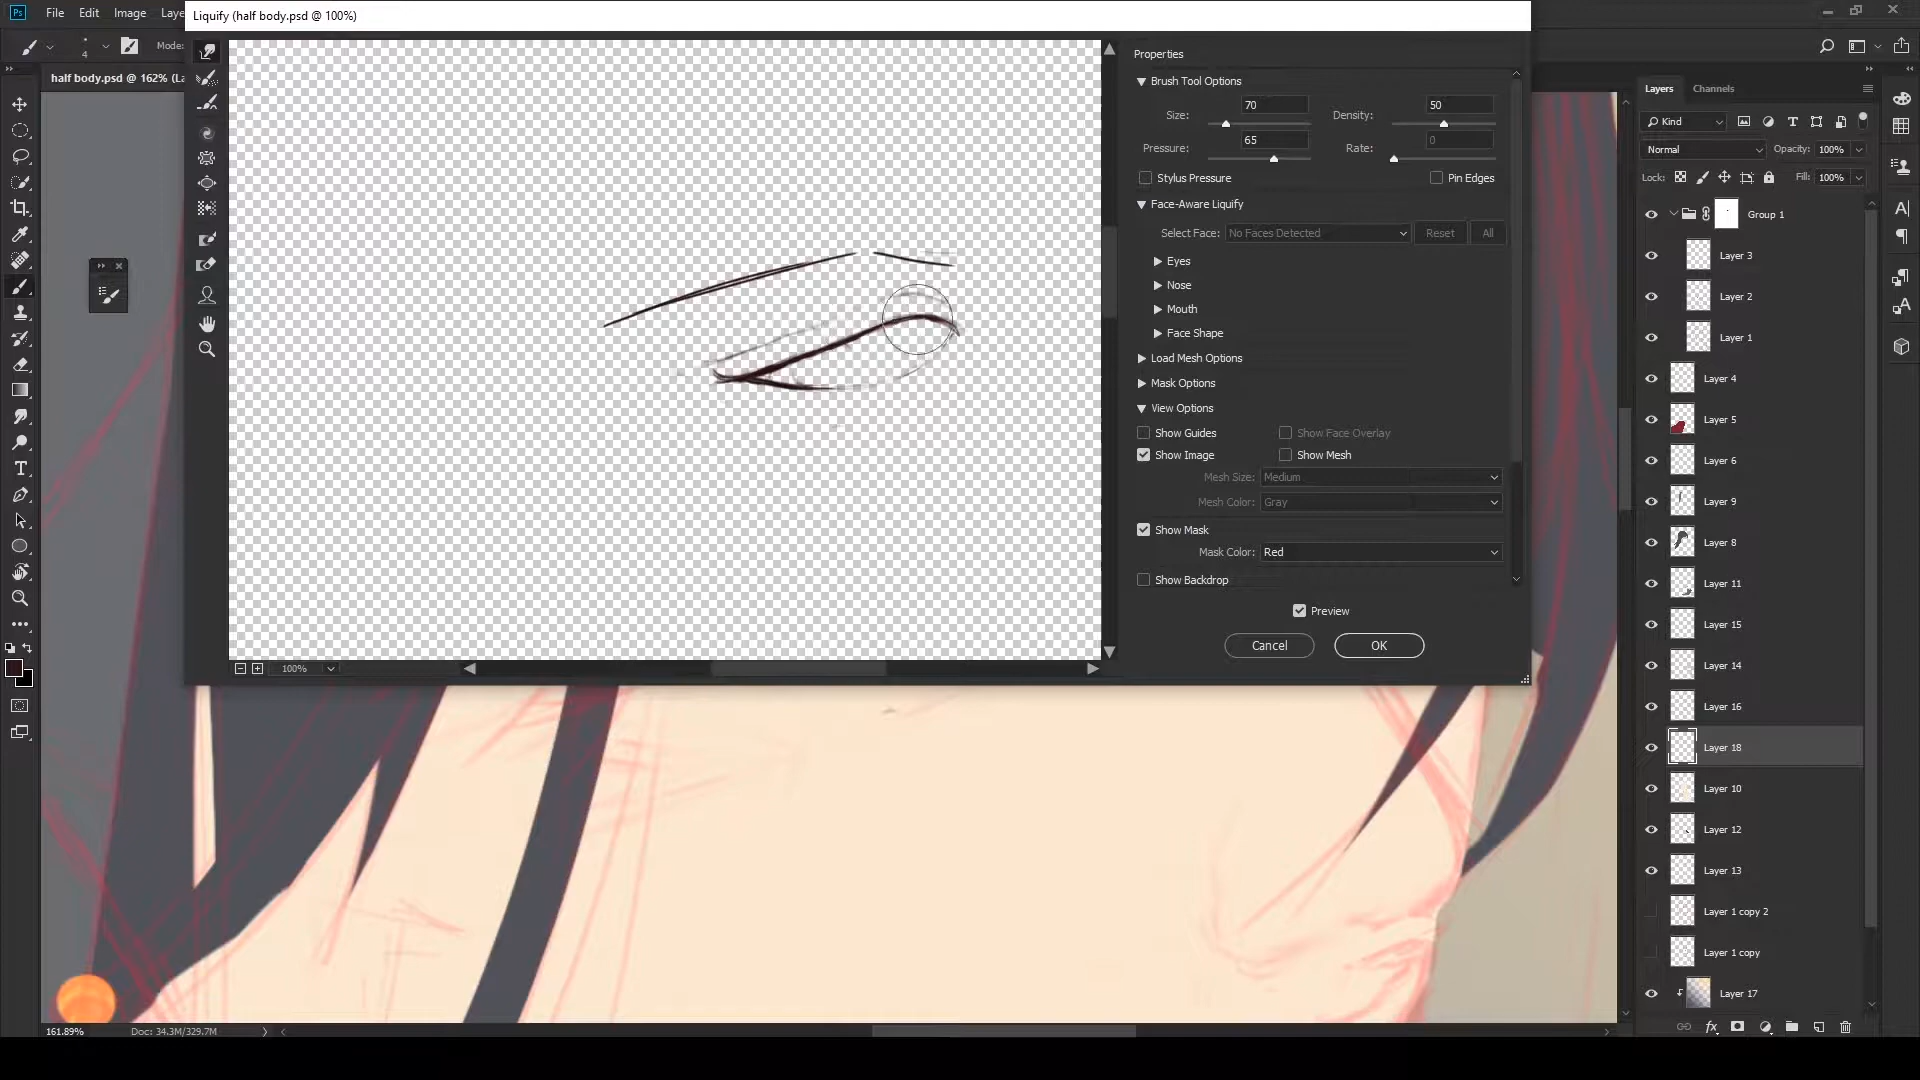 Ps File Edit Image Laye
Liquify (half body.psd @ 100%)
4 Mode:
half body.psd @ 162% (La
Properties
Brush Tool Options
Size: 70 Density: 50
Pressure: 65 Rate: 0
Stylus Pressure Pin Edges
Face-Aware Liquify
Select Face: No Faces Detected Reset All
Eyes
Nose
Mouth
Face Shape
Load Mesh Options
Mask Options
View Options
Show Guides Show Face Overlay
Show Image Show Mesh
Mesh Size: Medium
Mesh Color: Gray
Show Mask
Mask Color: Red
Show Backdrop
Preview
Cancel OK
100%
Layers Channels
Kind
Normal Opacity: 100%
Lock: Fill: 100%
Group 1
Layer 3
Layer 2
Layer 1
Layer 4
Layer 5
Layer 6
Layer 9
Layer 8
Layer 11
Layer 15
Layer 14
Layer 16
Layer 18
Layer 10
Layer 12
Layer 13
Layer 1 copy 2
Layer 1 copy
Layer 17
161.89% Doc: 34.3M/329.7M